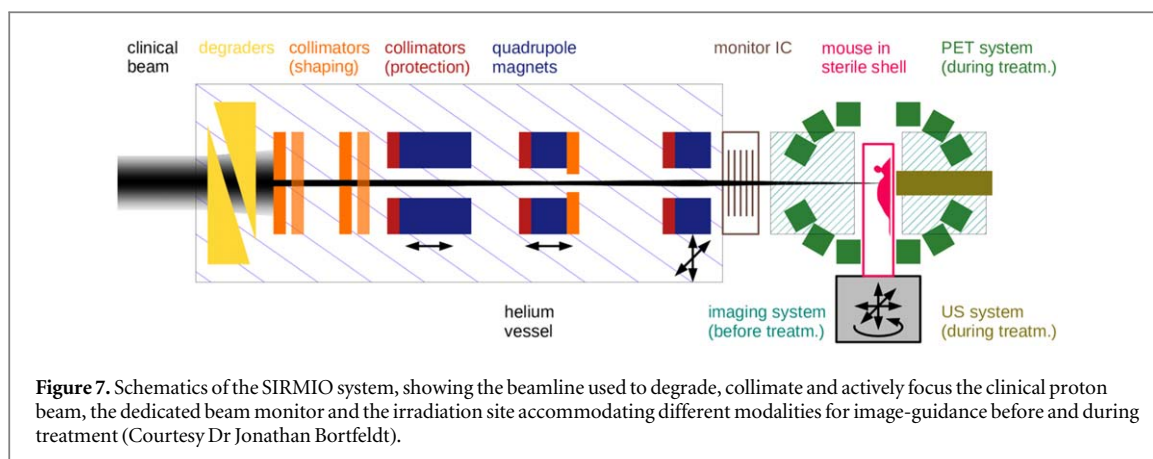 clinical
beam
degraders
collimators
(shaping)
collimators
(protection)
quadrupole
magnets
monitor IC
mouse in
sterile shell
PET system
(during treatm.)
helium
vessel
imaging system
(before treatm.)
US system
(during treatm.)
Figure 7. Schematics of the SIRMIO system, showing the beamline used to degrade, collimate and actively focus the clinical proton
beam, the dedicated beam monitor and the irradiation site accommodating different modalities for image-guidance before and during
treatment (Courtesy Dr Jonathan Bortfeldt).